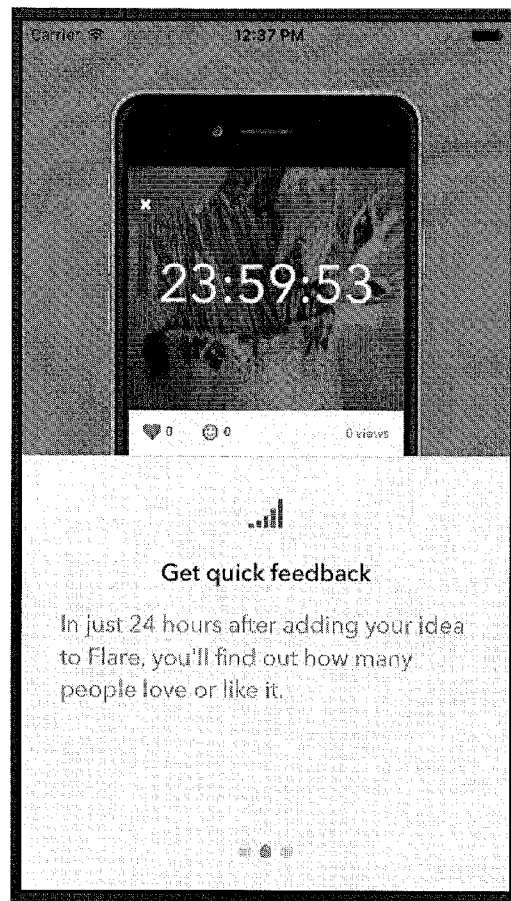 Carrier 12:37 PM
×
23:59:53
0 0 0 views
Get quick feedback
In just 24 hours after adding your idea
to Flare, you'll find out how many
people love or like it.